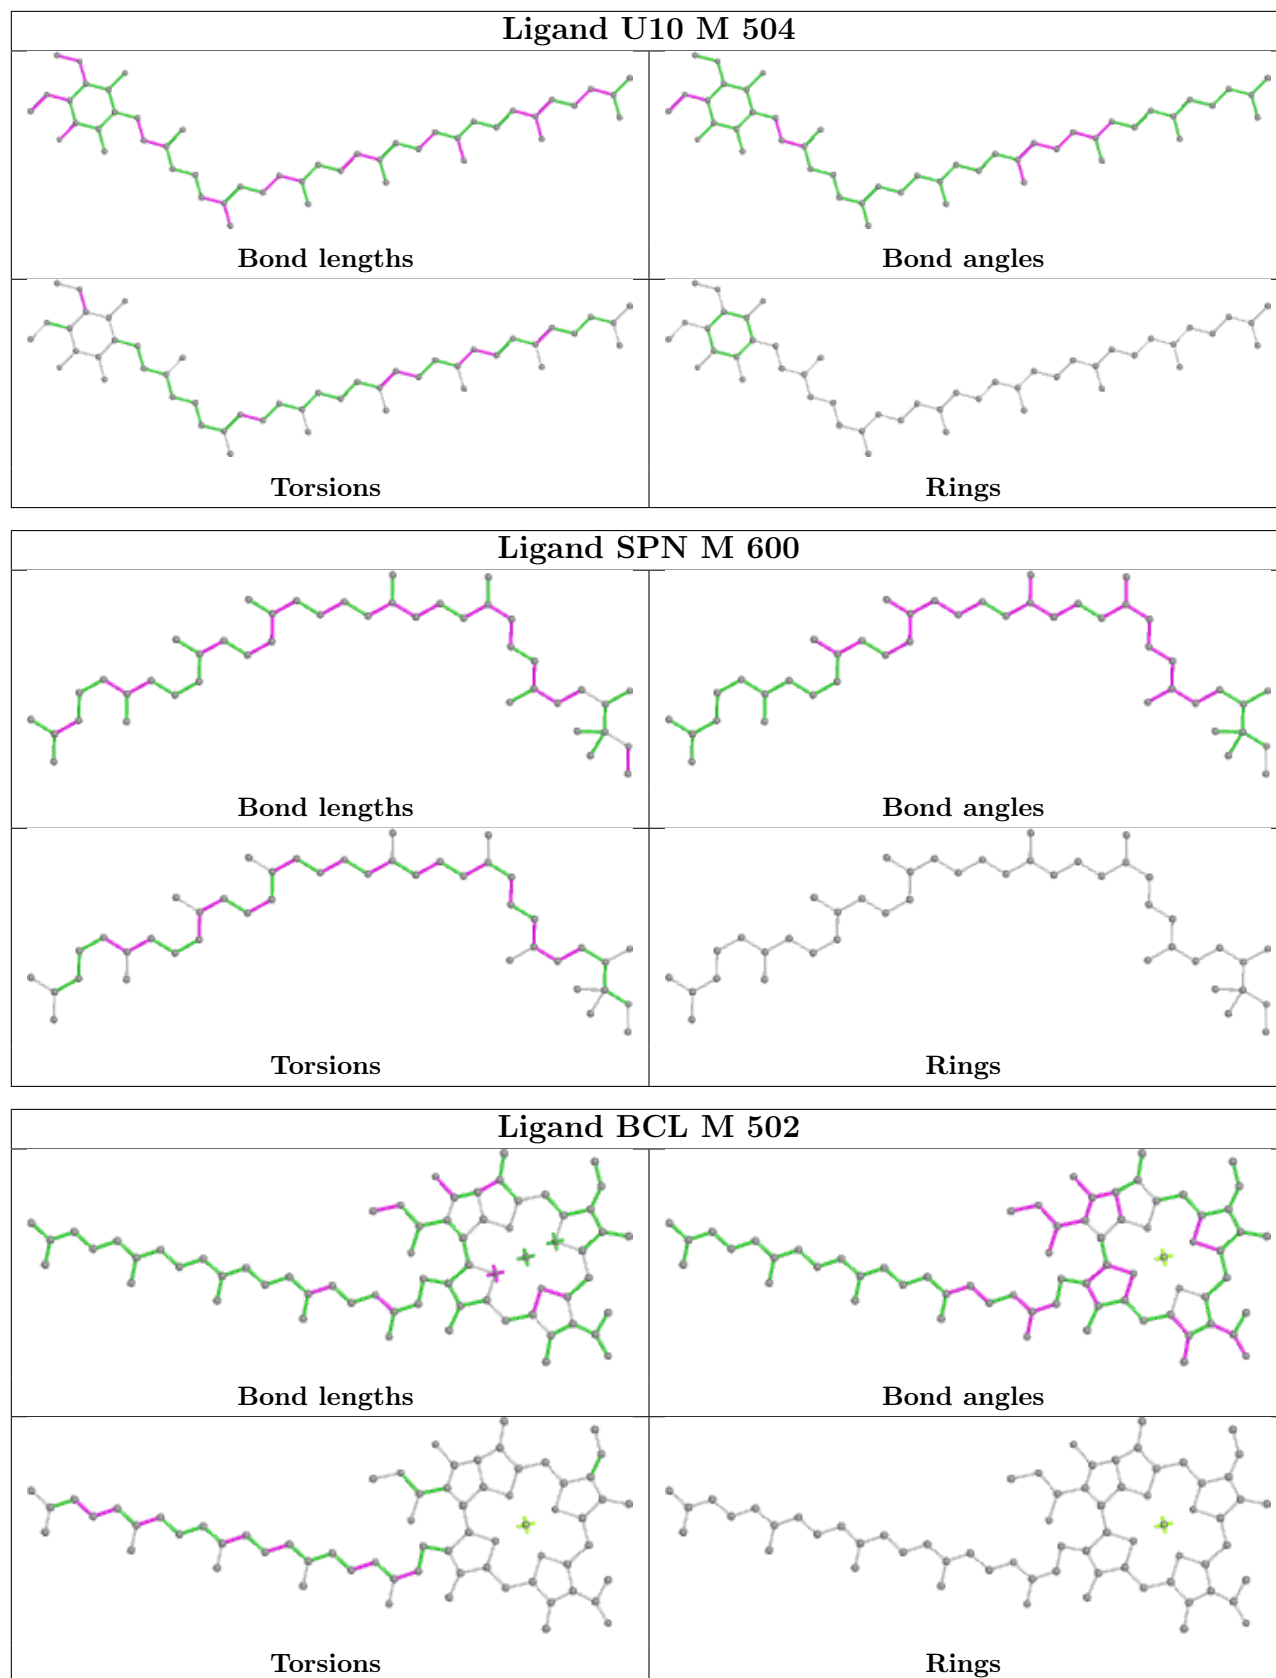 Ligand U10 M 504
Bond lengths
Bond angles
Torsions
Rings
Ligand SPN M 600
Bond lengths
Bond angles
Torsions
Rings
Ligand BCL M 502
Bond lengths
Bond angles
Torsions
Rings